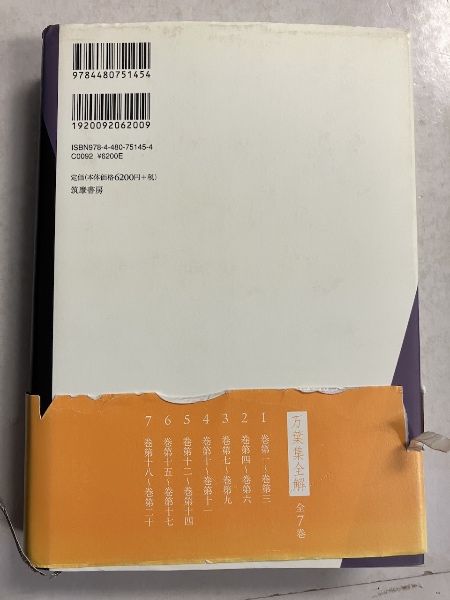 9784480751454
1920092062009
ISBN978-4-480-75145-4
C0092 ¥6200E
定価(本体価格6200円+税)
筑摩書房
万葉集全解 全7巻
1 巻第一〜巻第三
2 巻第四〜巻第六
3 巻第七〜巻第九
4 巻第十〜巻第十一
5 巻第十二〜巻第十四
6 巻第十五〜巻第十七
7 巻第十八〜巻第二十